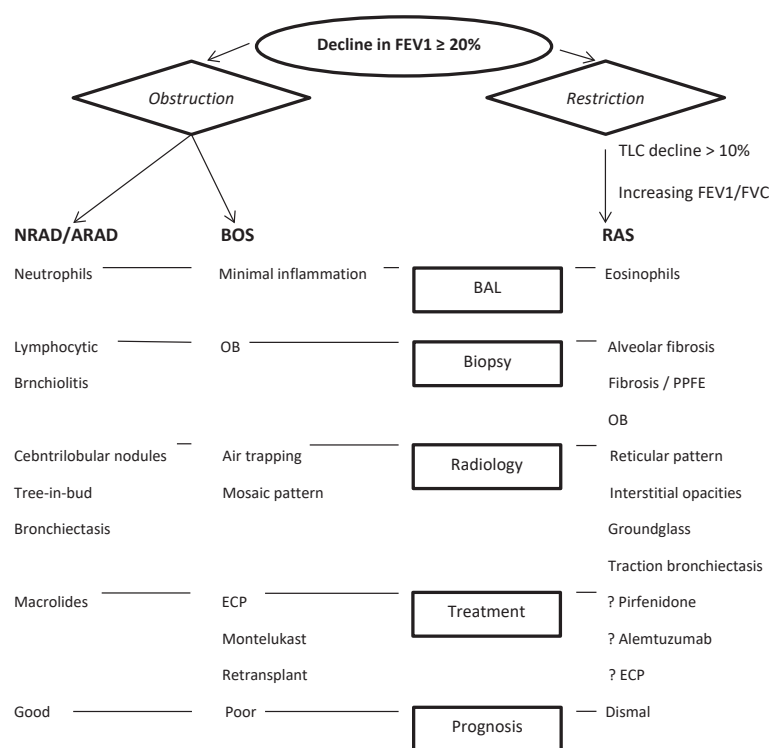 Decline in FEV1 ≥ 20%
Obstruction
Restriction
TLC decline > 10%
Increasing FEV1/FVC
NRAD/ARAD
BOS
RAS
Neutrophils
Minimal inflammation
BAL
Eosinophils
Lymphocytic
Brnchiolitis
OB
Biopsy
Alveolar fibrosis
Fibrosis / PPFE
OB
Cebntrilobular nodules
Tree-in-bud
Bronchiectasis
Air trapping
Mosaic pattern
Radiology
Reticular pattern
Interstitial opacities
Groundglass
Traction bronchiectasis
Macrolides
ECP
Montelukast
Retransplant
Treatment
? Pirfenidone
? Alemtuzumab
? ECP
Good
Poor
Prognosis
Dismal